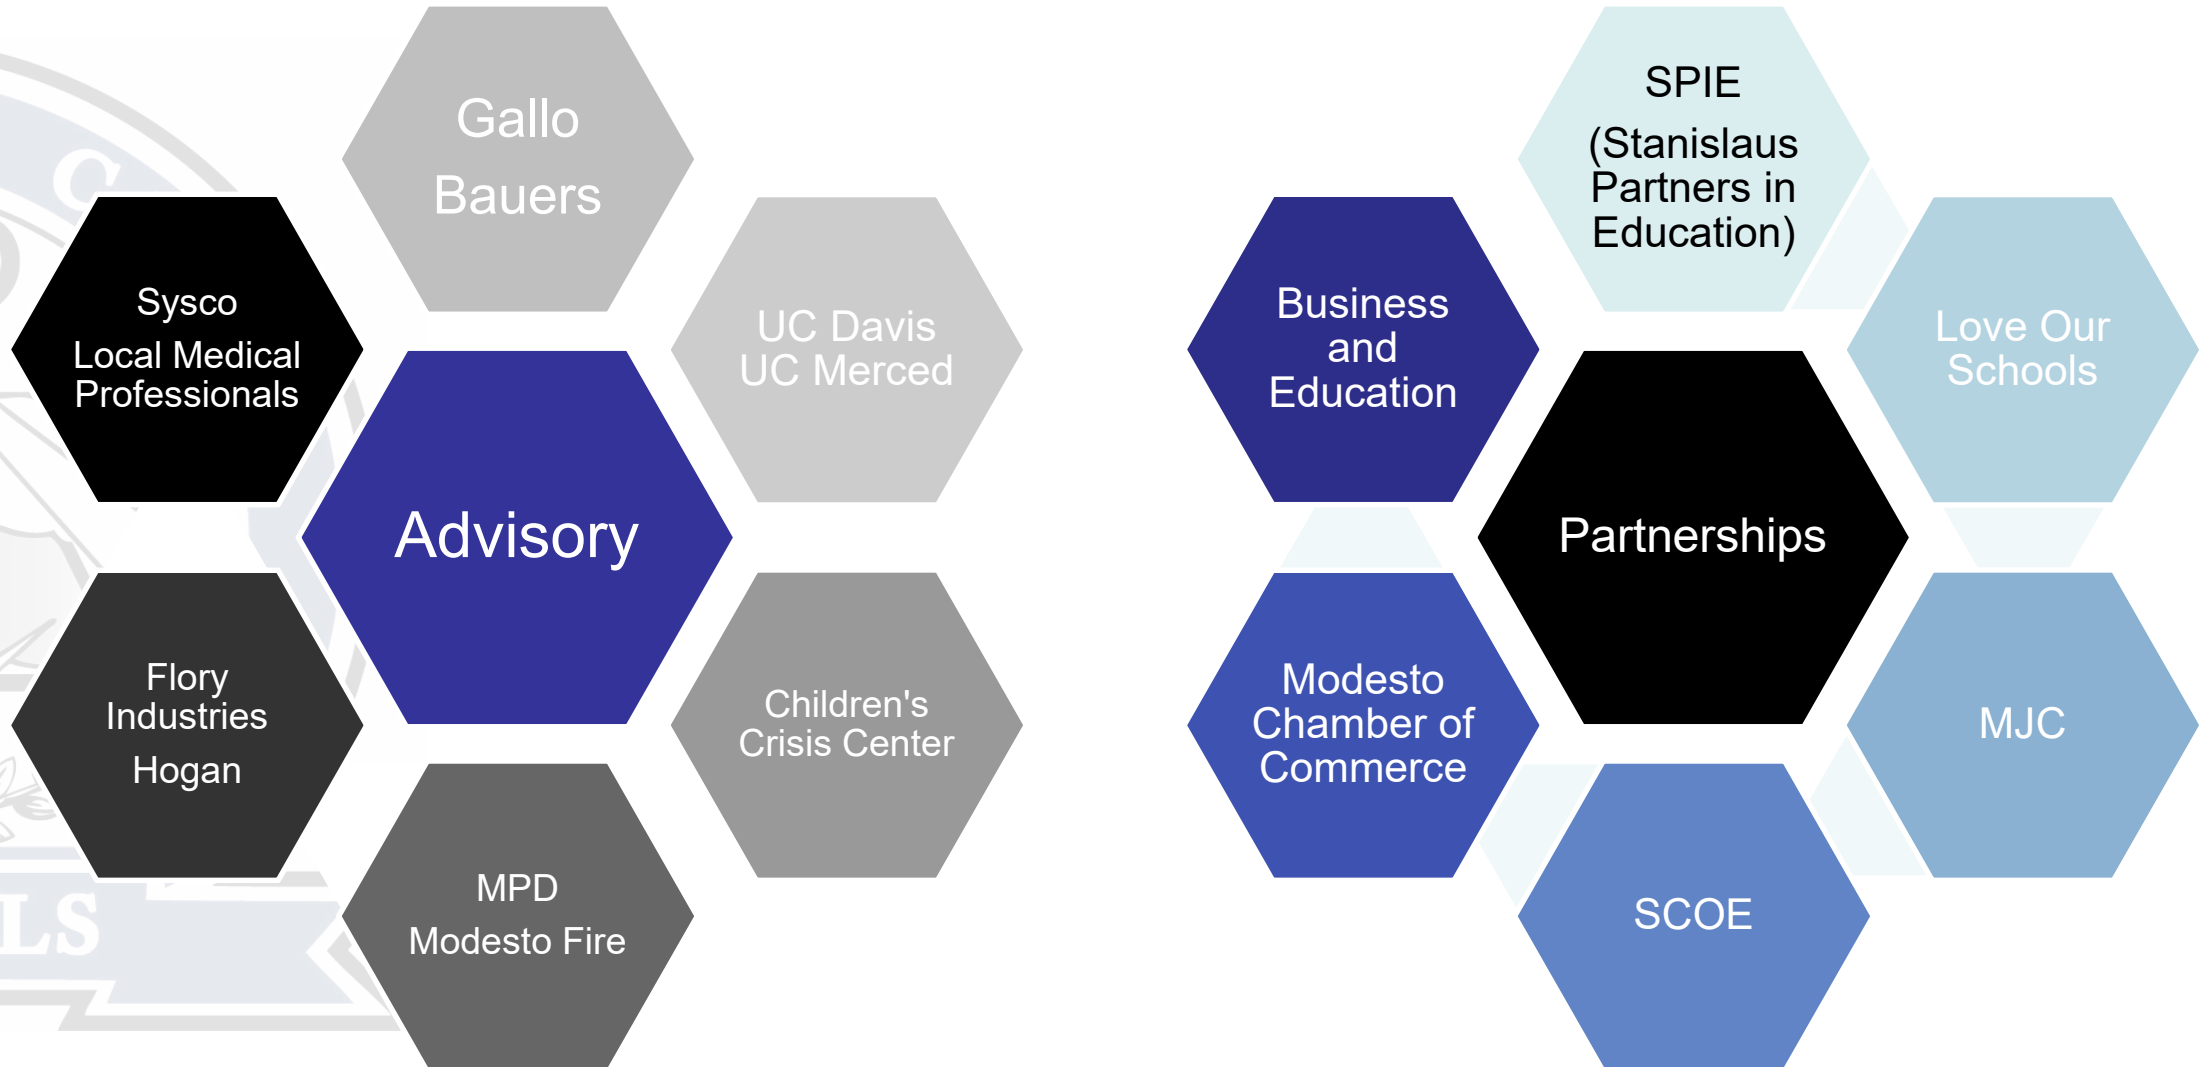 Gallo
Bauers
UC Davis
UC Merced
Children's
Crisis Center
MPD
Modesto Fire
Flory
Industries
Hogan
Sysco
Local Medical
Professionals
Advisory
SPIE
(Stanislaus
Partners in
Education)
Love Our
Schools
MJC
SCOE
Modesto
Chamber of
Commerce
Business
and
Education
Partnerships
C
LS